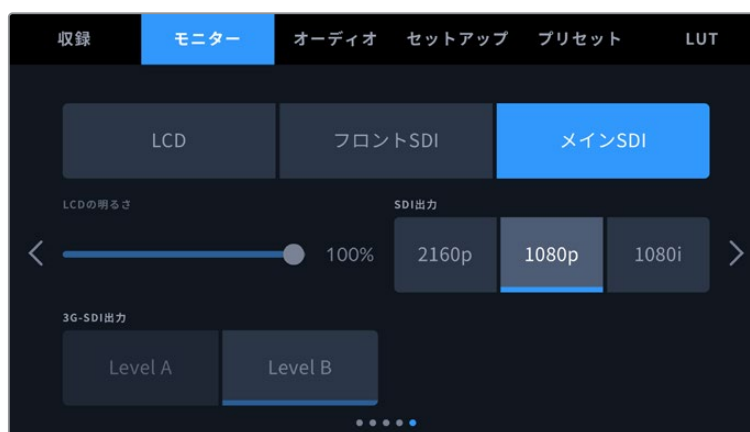 収録 モニター オーディオ セットアップ プリセット LUT
LCD フロントSDI メインSDI
LCDの明るさ SDI出力
100% 2160p 1080p 1080i
3G-SDI出力
Level A Level B